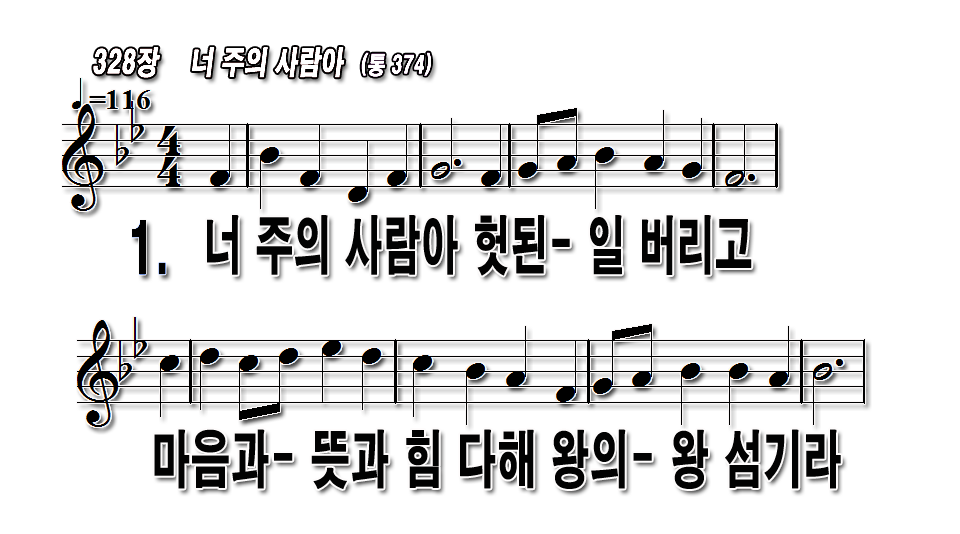 328장 너 주의 사람아 (통 374)
♩=116
4
4
1. 너 주의 사람아 헛된- 일 버리고
마음과- 뜻과 힘 다해 왕의- 왕 섬기라